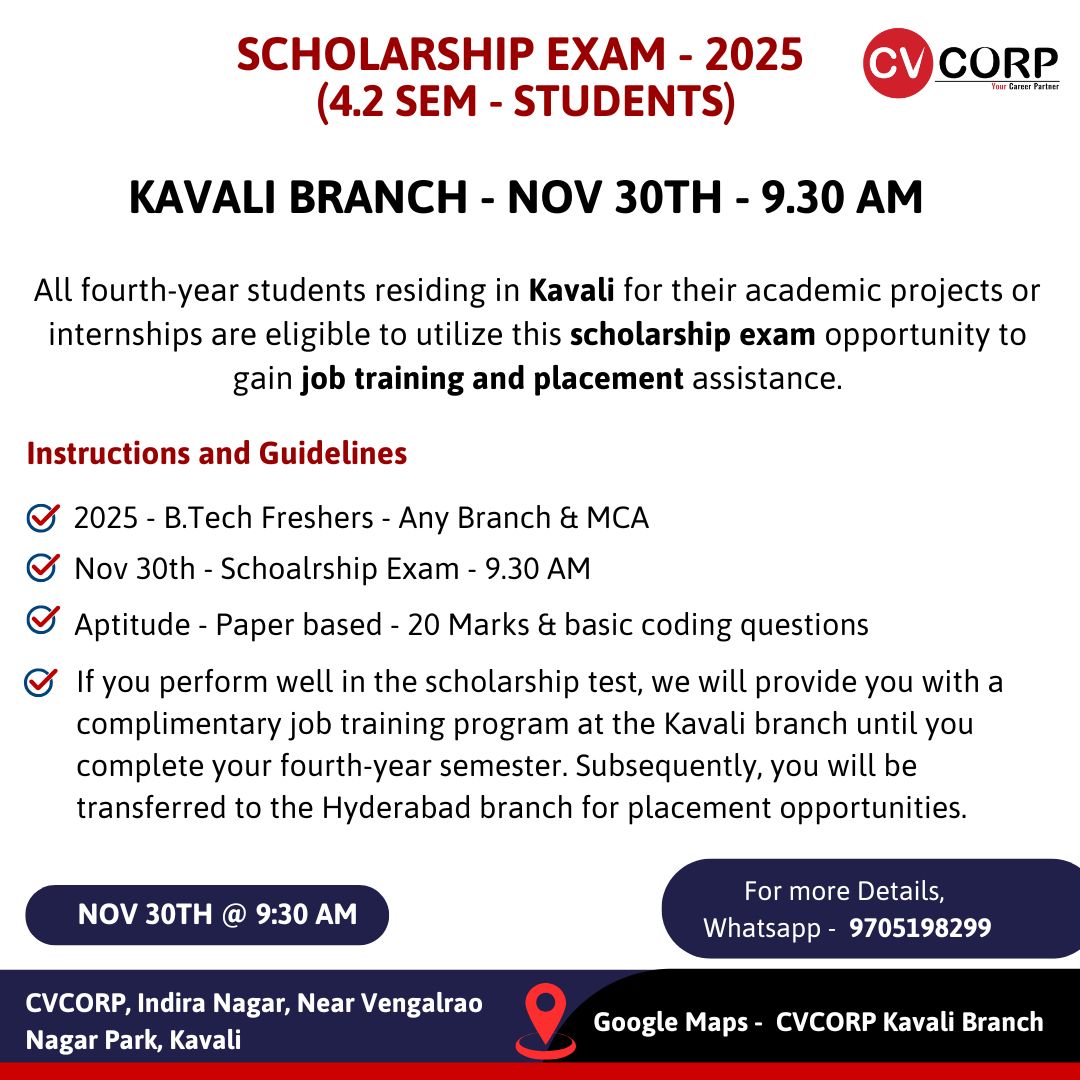 SCHOLARSHIP EXAM - 2025
(4.2 SEM - STUDENTS)
CV CORP
Your Career Partner
KAVALI BRANCH - NOV 30TH - 9.30 AM
All fourth-year students residing in Kavali for their academic projects or
internships are eligible to utilize this scholarship exam opportunity to
gain job training and placement assistance.
Instructions and Guidelines
2025 - B.Tech Freshers - Any Branch & MCA
Nov 30th - Schoalrship Exam - 9.30 AM
Aptitude - Paper based - 20 Marks & basic coding questions
If you perform well in the scholarship test, we will provide you with a
complimentary job training program at the Kavali branch until you
complete your fourth-year semester. Subsequently, you will be
transferred to the Hyderabad branch for placement opportunities.
NOV 30TH @ 9:30 AM
For more Details,
Whatsapp - 9705198299
CVCORP, Indira Nagar, Near Vengalrao
Nagar Park, Kavali
Google Maps - CVCORP Kavali Branch